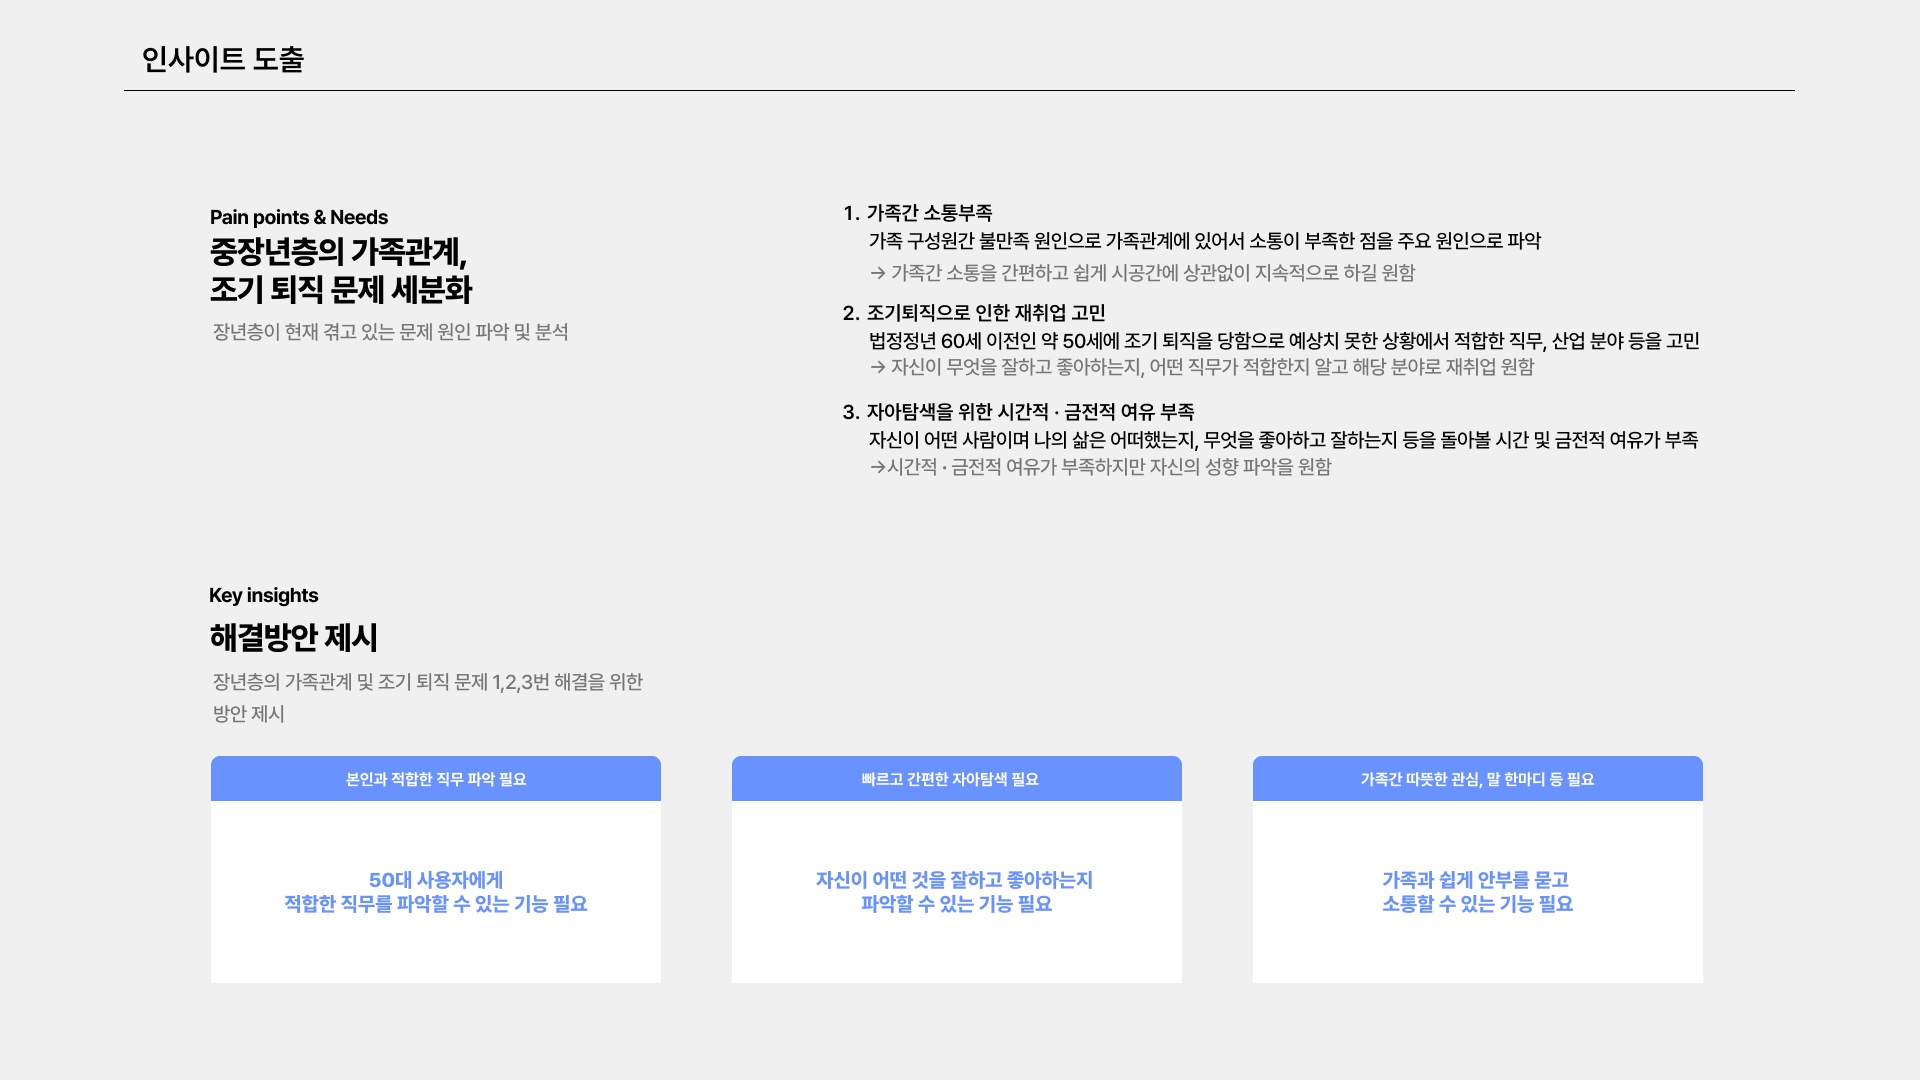 인사이트 도출
Pain points & Needs
중장년층의 가족관계,
조기 퇴직 문제 세분화
장년층이 현재 겪고 있는 문제 원인 파악 및 분석
1. 가족간 소통부족
가족 구성원간 불만족 원인으로 가족관계에 있어서 소통이 부족한 점을 주요 원인으로 파악
→ 가족간 소통을 간편하고 쉽게 시공간에 상관없이 지속적으로 하길 원함
2. 조기퇴직으로 인한 재취업 고민
법정정년 60세 이전인 약 50세에 조기 퇴직을 당함으로 예상치 못한 상황에서 적합한 직무, 산업 분야 등을 고민
→ 자신이 무엇을 잘하고 좋아하는지, 어떤 직무가 적합한지 알고 해당 분야로 재취업 원함
3. 자아탐색을 위한 시간적 · 금전적 여유 부족
자신이 어떤 사람이며 나의 삶은 어떠했는지, 무엇을 좋아하고 잘하는지 등을 돌아볼 시간 및 금전적 여유가 부족
→시간적 · 금전적 여유가 부족하지만 자신의 성향 파악을 원함
Key insights
해결방안 제시
장년층의 가족관계 및 조기 퇴직 문제 1,2,3번 해결을 위한
방안 제시
본인과 적합한 직무 파악 필요
50대 사용자에게
적합한 직무를 파악할 수 있는 기능 필요
빠르고 간편한 자아탐색 필요
자신이 어떤 것을 잘하고 좋아하는지
파악할 수 있는 기능 필요
가족간 따뜻한 관심, 말 한마디 등 필요
가족과 쉽게 안부를 묻고
소통할 수 있는 기능 필요